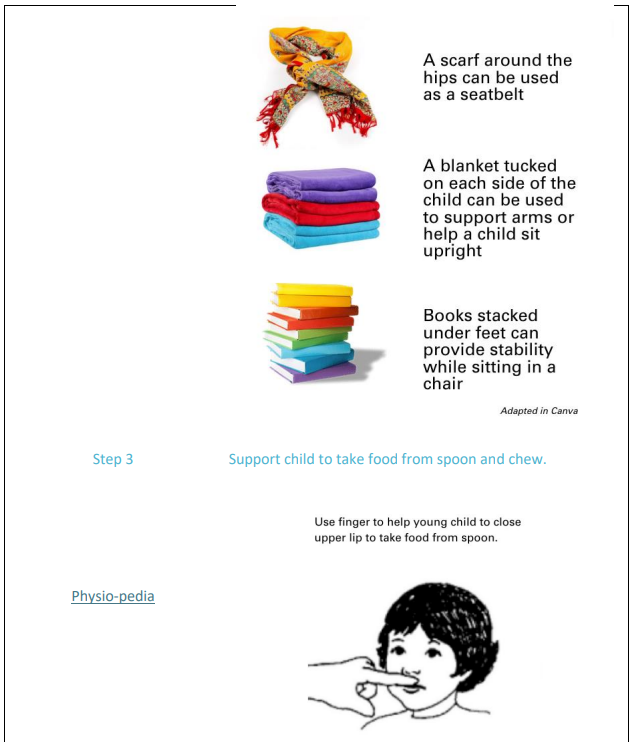 A scarf around the
hips can be used
as a seatbelt
A blanket tucked
on each side of the
child can be used
to support arms or
help a child sit
upright
Books stacked
under feet can
provide stability
while sitting in a
chair
Adapted in Canva
Step 3 Support child to take food from spoon and chew.
Use finger to help young child to close
upper lip to take food from spoon.
Physio-pedia